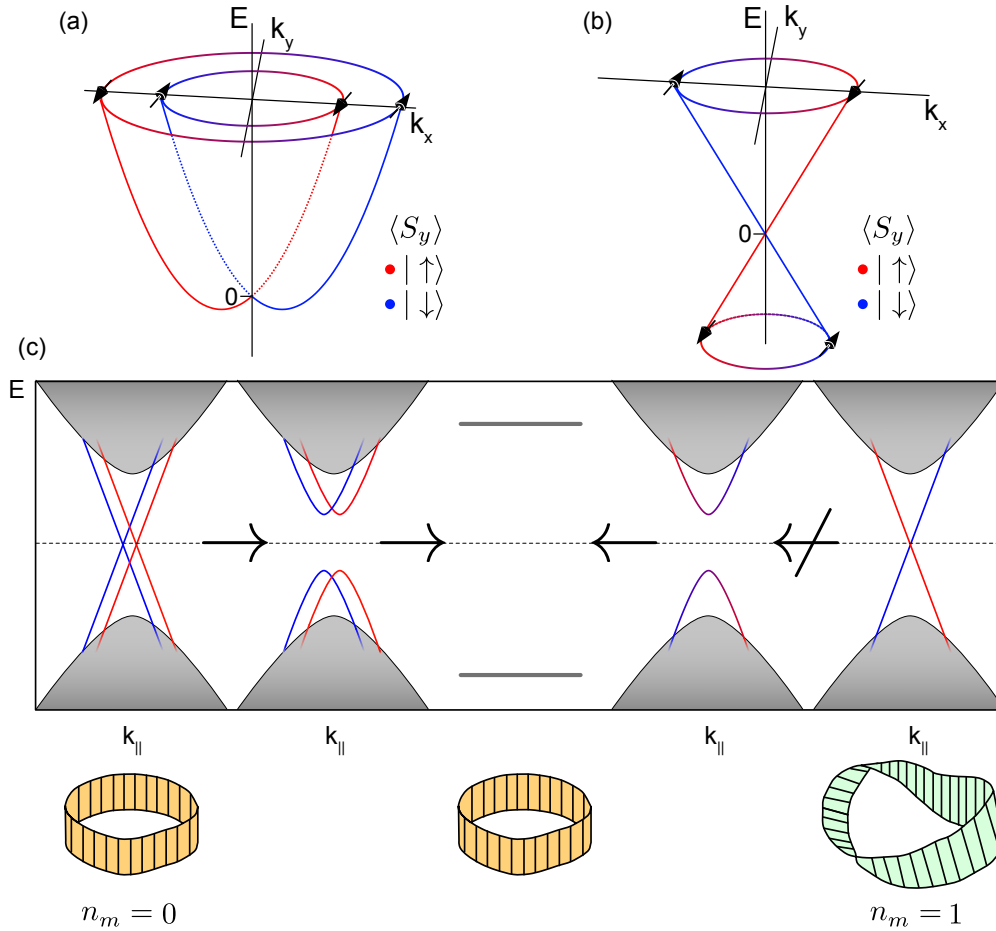 (a)
E
k_y
k_x
0
⟨S_y⟩
| ↑⟩
| ↓⟩
(b)
E
k_y
k_x
0
⟨S_y⟩
| ↑⟩
| ↓⟩
(c)
E
k_||
k_||
k_||
k_||
n_m = 0
n_m = 1